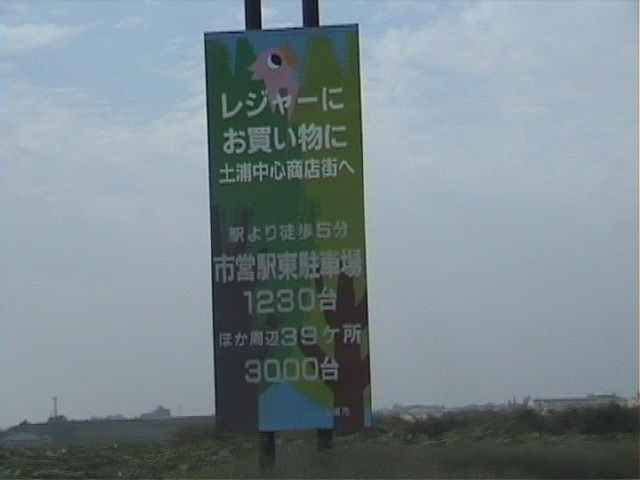 レジャーに
お買い物に
土浦中心商店街へ
駅より徒歩5分
市営駅東駐車場
1230台
ほか周辺39ケ所
3000台